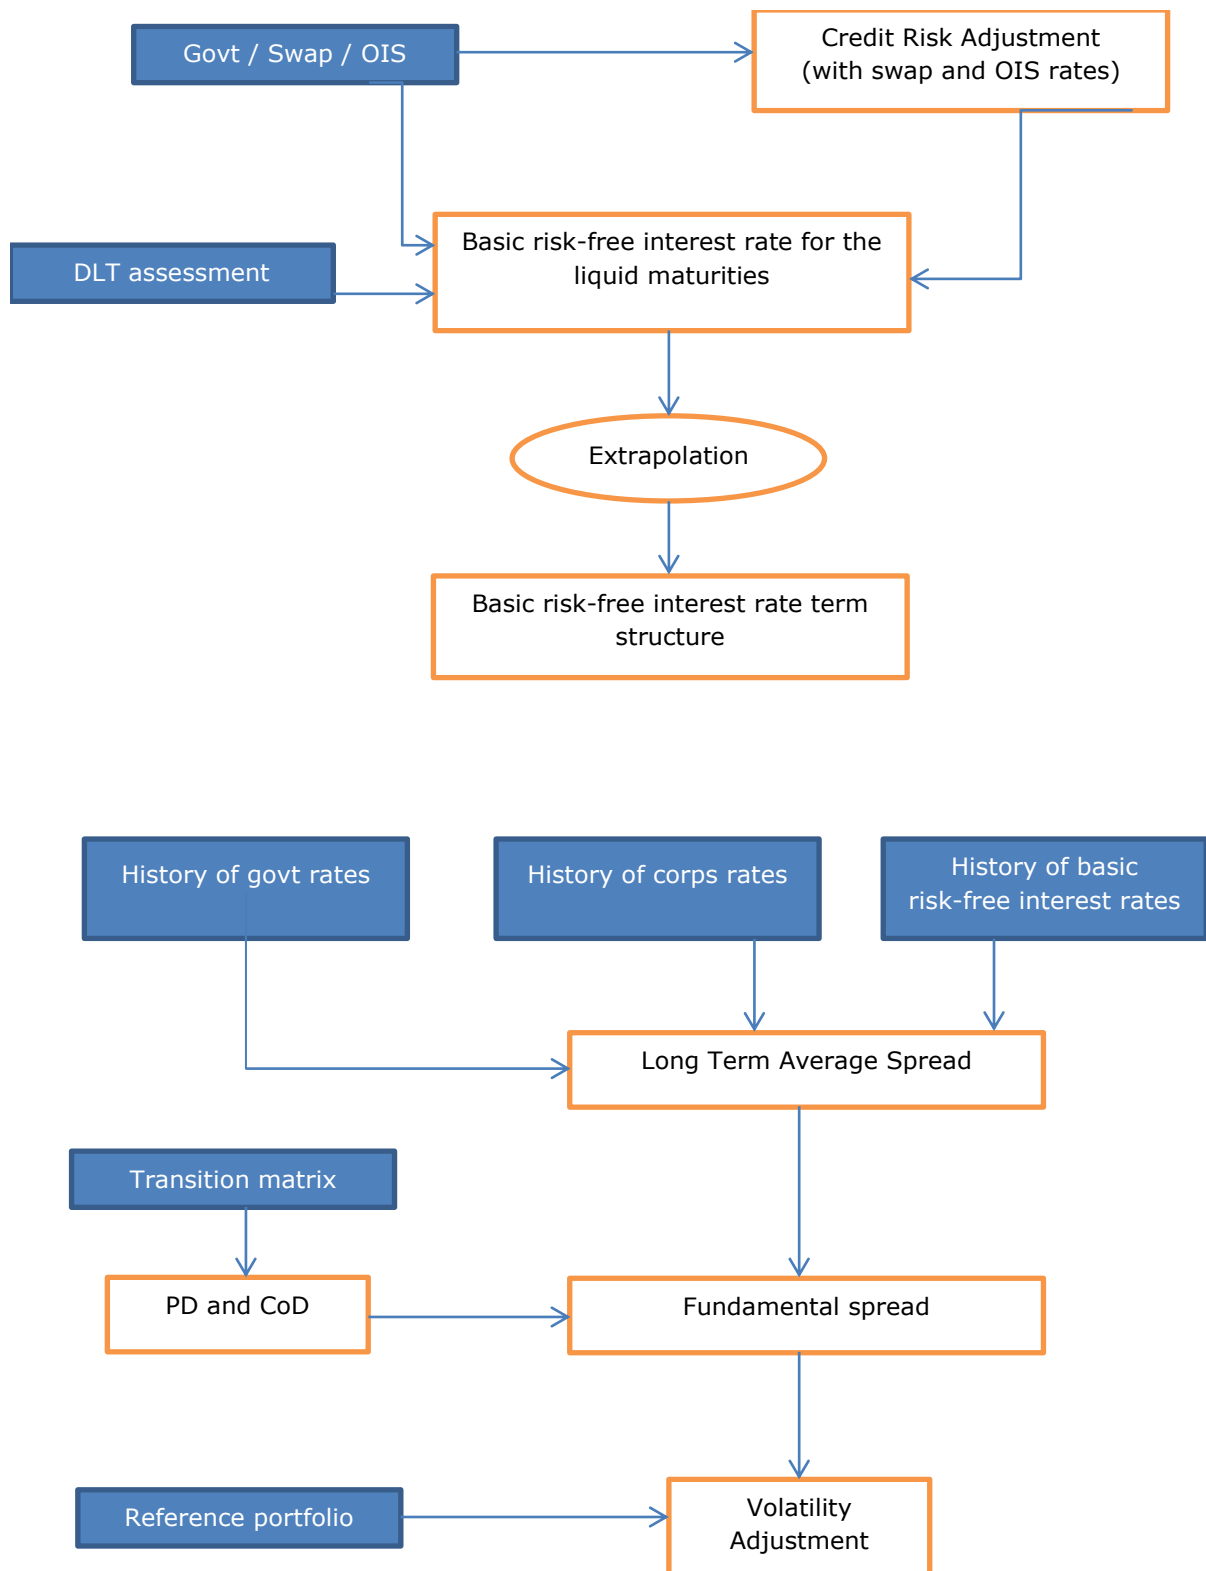 Govt / Swap / OIS
Credit Risk Adjustment
(with swap and OIS rates)
Basic risk-free interest rate for the
liquid maturities
DLT assessment
Extrapolation
Basic risk-free interest rate term
structure
History of govt rates
History of corps rates
History of basic
risk-free interest rates
Long Term Average Spread
Transition matrix
PD and CoD
Fundamental spread
Reference portfolio
Volatility
Adjustment